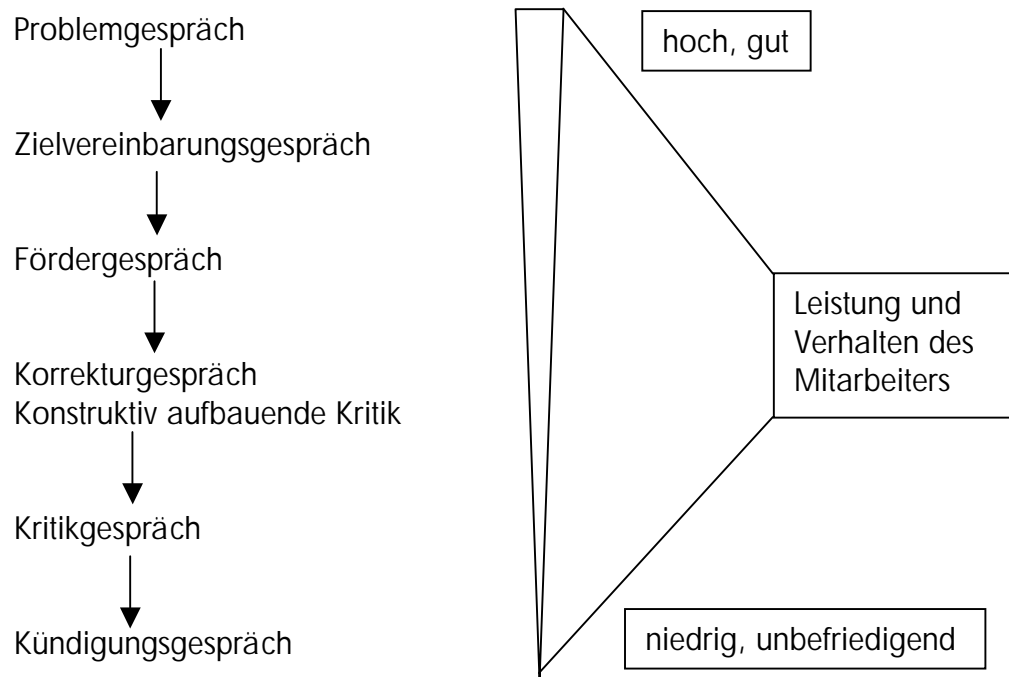 Problemgespräch
Zielvereinbarungsgespräch
Fördergespräch
Korrekturgespräch
Konstruktiv aufbauende Kritik
Kritikgespräch
Kündigungsgespräch
hoch, gut
Leistung und
Verhalten des
Mitarbeiters
niedrig, unbefriedigend